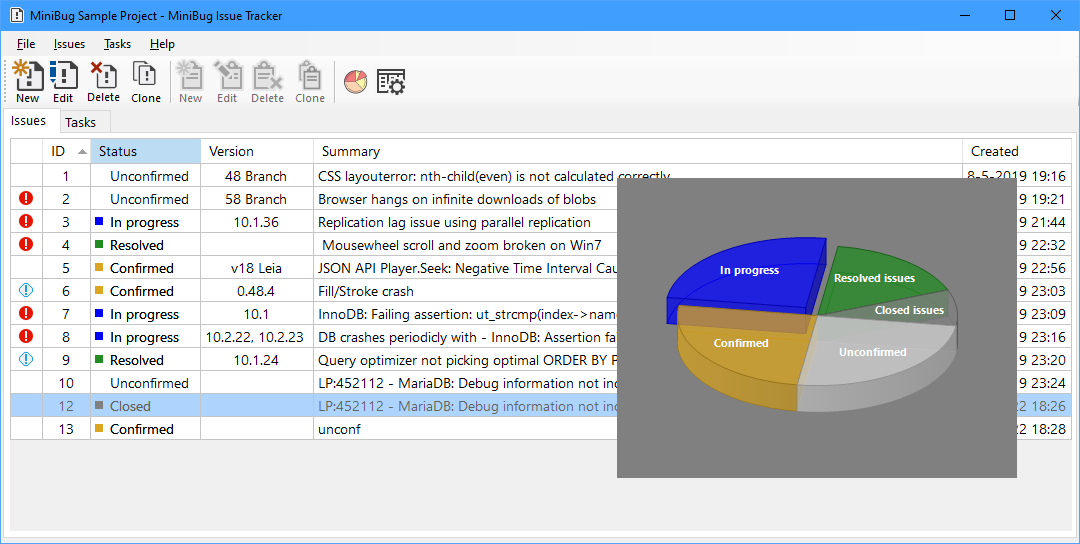 MiniBug Sample Project - MiniBug Issue Tracker
File Issues Tasks Help
New Edit Delete Clone New Edit Delete Clone
Issues Tasks
ID Status Version Summary Created
1 Unconfirmed 48 Branch CSS layouterror: nth-child(even) is not calculated correctly 8-5-2019 19:16
2 Unconfirmed 58 Branch Browser hangs on infinite downloads of blobs 9 19:21
3 In progress 10.1.36 Replication lag issue using parallel replication 9 21:44
4 Resolved Mousewheel scroll and zoom broken on Win7 9 22:32
5 Confirmed v18 Leia JSON API Player.Seek: Negative Time Interval Cau 9 22:56
6 Confirmed 0.48.4 Fill/Stroke crash 9 23:03
7 In progress 10.1 InnoDB: Failing assertion: ut_strcmp(index->name 9 23:09
8 In progress 10.2.22, 10.2.23 DB crashes periodicly with - InnoDB: Assertion fai 9 23:16
9 Resolved 10.1.24 Query optimizer not picking optimal ORDER BY P 9 23:20
10 Unconfirmed LP:452112 - MariaDB: Debug information not inc 9 23:24
12 Closed LP:452112 - MariaDB: Debug information not inc 22 18:26
13 Confirmed unconf 22 18:28
In progress
Resolved issues
Closed issues
Confirmed
Unconfirmed